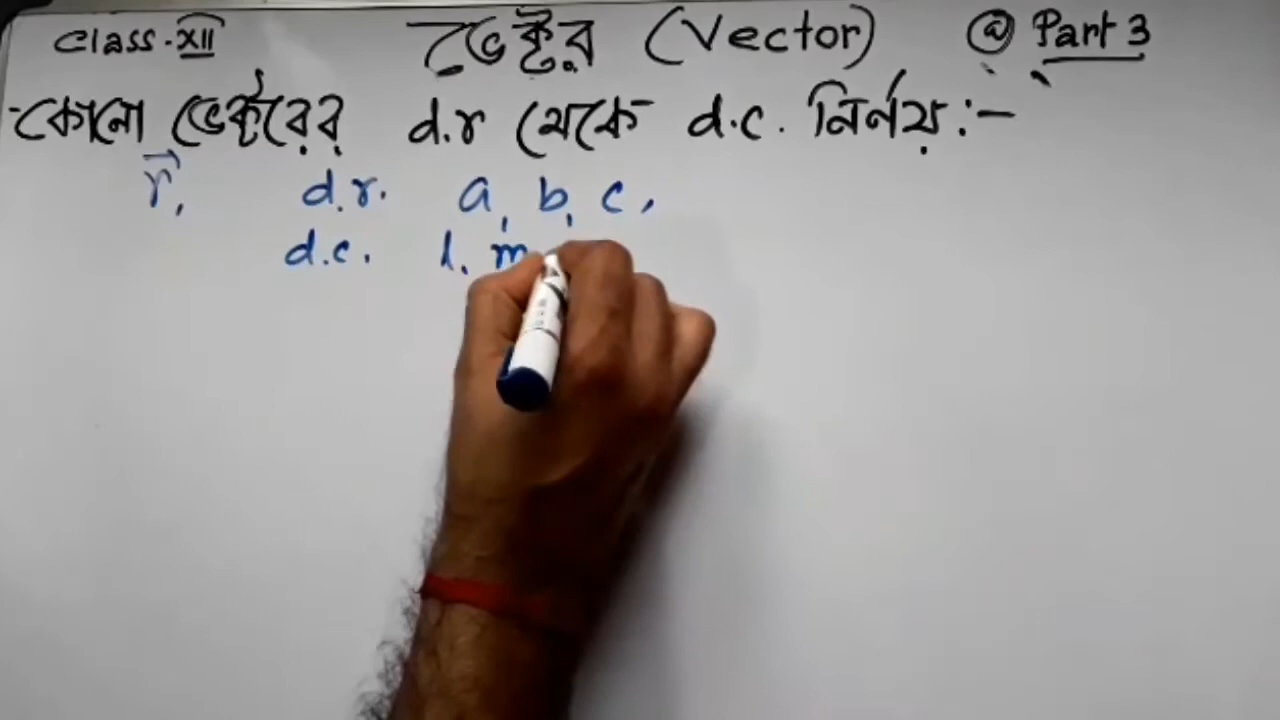 Class-XII ভেক্টর (Vector) @ Part 3
কোনো ভেক্টরের d.r থেকে d.c. নির্ণয়:-
r⃗, d.r. a, b, c,
d.c. l, m